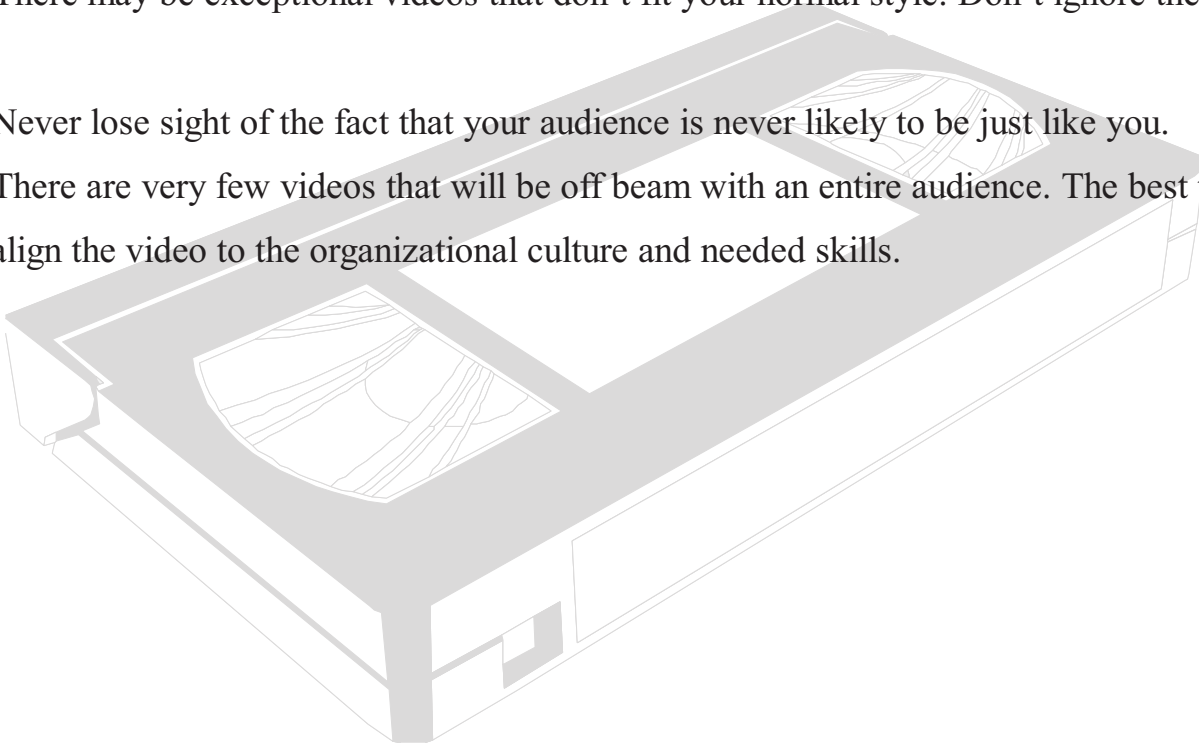 There may be exceptional videos that don't fit your normal style. Don't ignore the
Never lose sight of the fact that your audience is never likely to be just like you.
There are very few videos that will be off beam with an entire audience. The best
align the video to the organizational culture and needed skills.